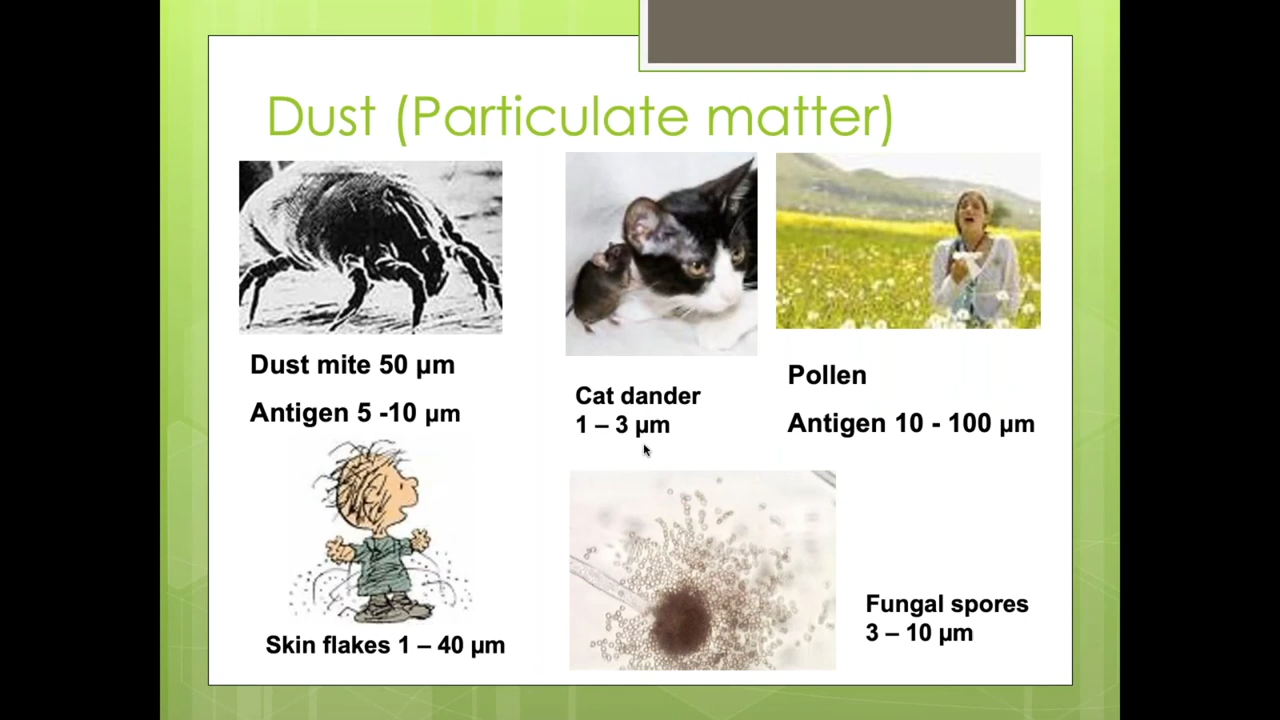 Dust (Particulate matter)
Dust mite 50 µm
Antigen 5 -10 µm
Cat dander
1 – 3 µm
Pollen
Antigen 10 - 100 µm
Skin flakes 1 – 40 µm
Fungal spores
3 – 10 µm